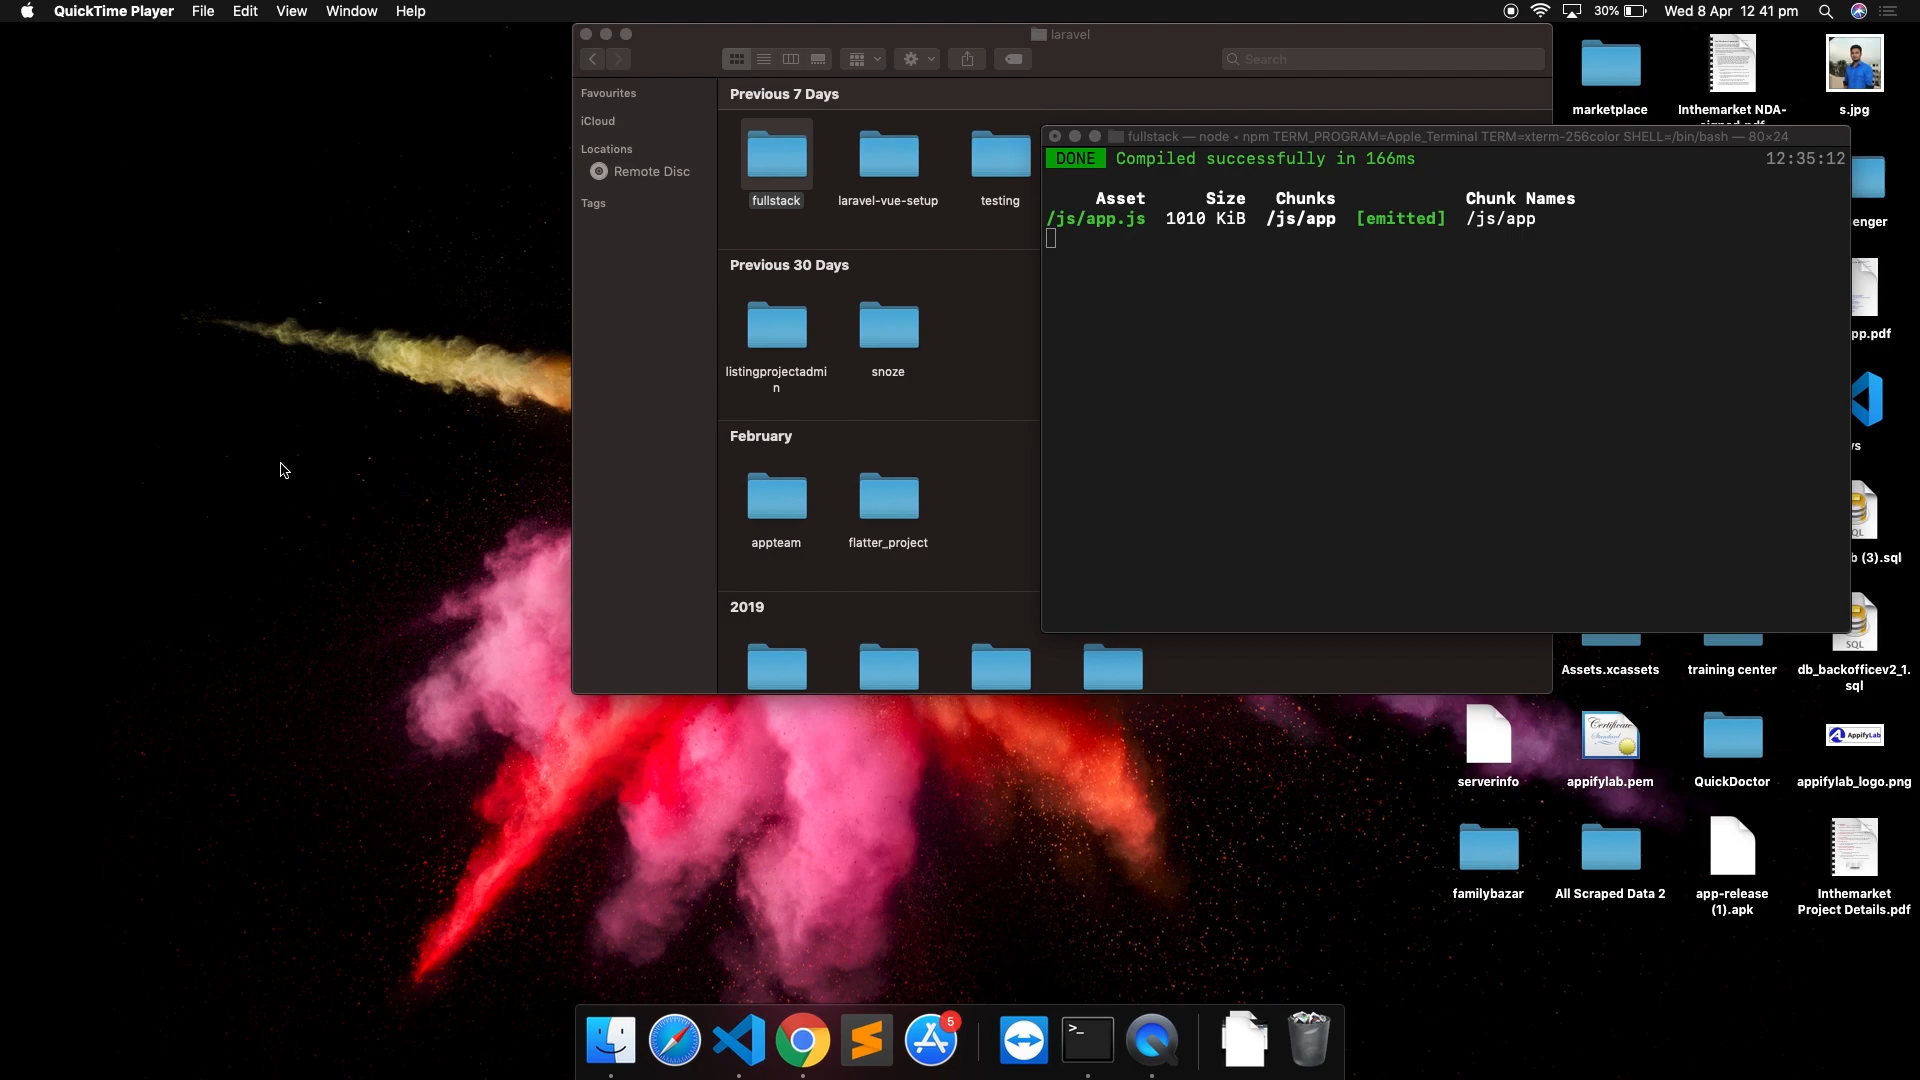 QuickTime Player File Edit View Window Help
30% Wed 8 Apr 12 41 pm
laravel
Search
Favourites
iCloud
Locations
Remote Disc
Tags
Previous 7 Days
fullstack
laravel-vue-setup
testing
Previous 30 Days
listingprojectadmi
n
snoze
February
appteam
flatter_project
2019
fullstack — node • npm TERM_PROGRAM=Apple_Terminal TERM=xterm-256color SHELL=/bin/bash — 80×24
DONE Compiled successfully in 166ms 12:35:12
Asset Size Chunks Chunk Names
/js/app.js 1010 KiB /js/app [emitted] /js/app
marketplace
Inthemarket NDA-
s.jpg
enger
pp.pdf
b (3).sql
SQL
Assets.xcassets
training center
db_backofficev2_1.
sql
serverinfo
Certificate
Standard
appifylab.pem
QuickDoctor
AppifyLab
appifylab_logo.png
familybazar
All Scraped Data 2
app-release
(1).apk
Inthemarket
Project Details.pdf
5
>_